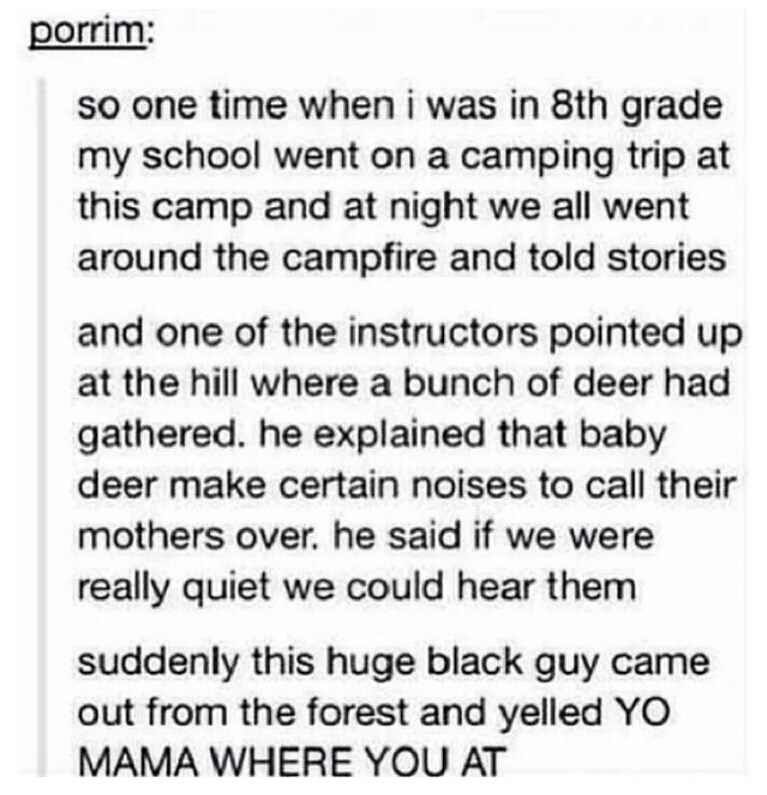 porrim:
so one time when i was in 8th grade
my school went on a camping trip at
this camp and at night we all went
around the campfire and told stories
and one of the instructors pointed up
at the hill where a bunch of deer had
gathered. he explained that baby
deer make certain noises to call their
mothers over. he said if we were
really quiet we could hear them
suddenly this huge black guy came
out from the forest and yelled YO
MAMA WHERE YOU AT